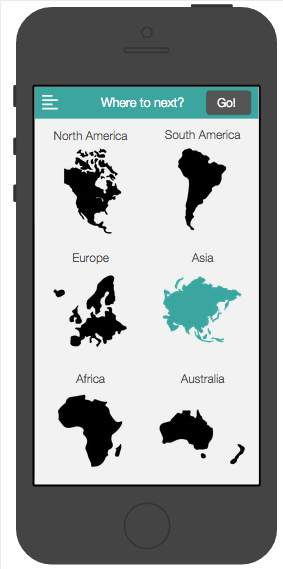 Where to next? Go!
North America South America
Europe Asia
Africa Australia